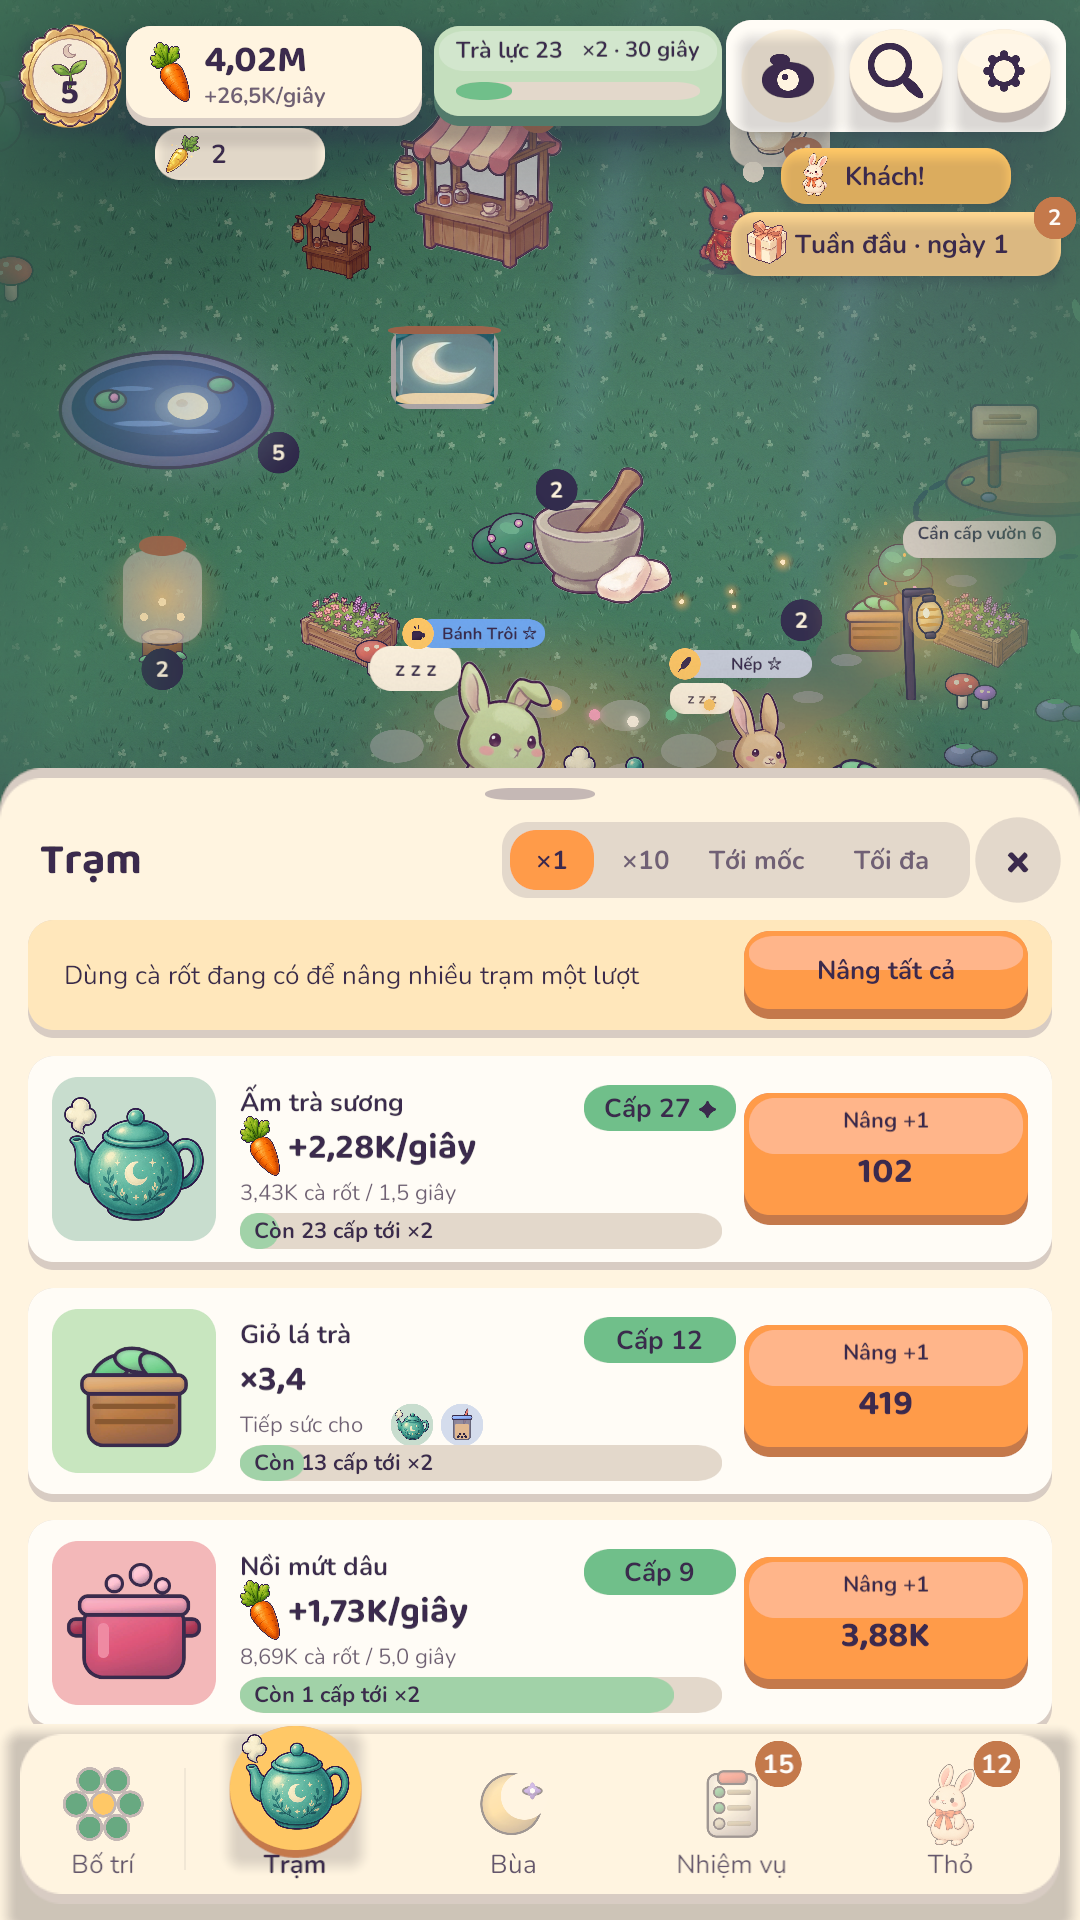 5
4,02M
+26,5K/giây
Trà lực 23 ×2 · 30 giây
2
Khách!
2
Tuần đầu · ngày 1
5
2
Cần cấp vườn 6
2
2
Bánh Trôi ☆
z z z
Nếp ☆
z z z
Trạm
×1
×10
Tới mốc
Tối đa
×
Dùng cà rốt đang có để nâng nhiều trạm một lượt
Nâng tất cả
Ấm trà sương
Cấp 27 ✦
+2,28K/giây
3,43K cà rốt / 1,5 giây
Còn 23 cấp tới ×2
Nâng +1
102
Giỏ lá trà
Cấp 12
×3,4
Tiếp sức cho
Còn 13 cấp tới ×2
Nâng +1
419
Nồi mứt dâu
Cấp 9
+1,73K/giây
8,69K cà rốt / 5,0 giây
Còn 1 cấp tới ×2
Nâng +1
3,88K
Bố trí
Trạm
Bùa
15
Nhiệm vụ
12
Thỏ